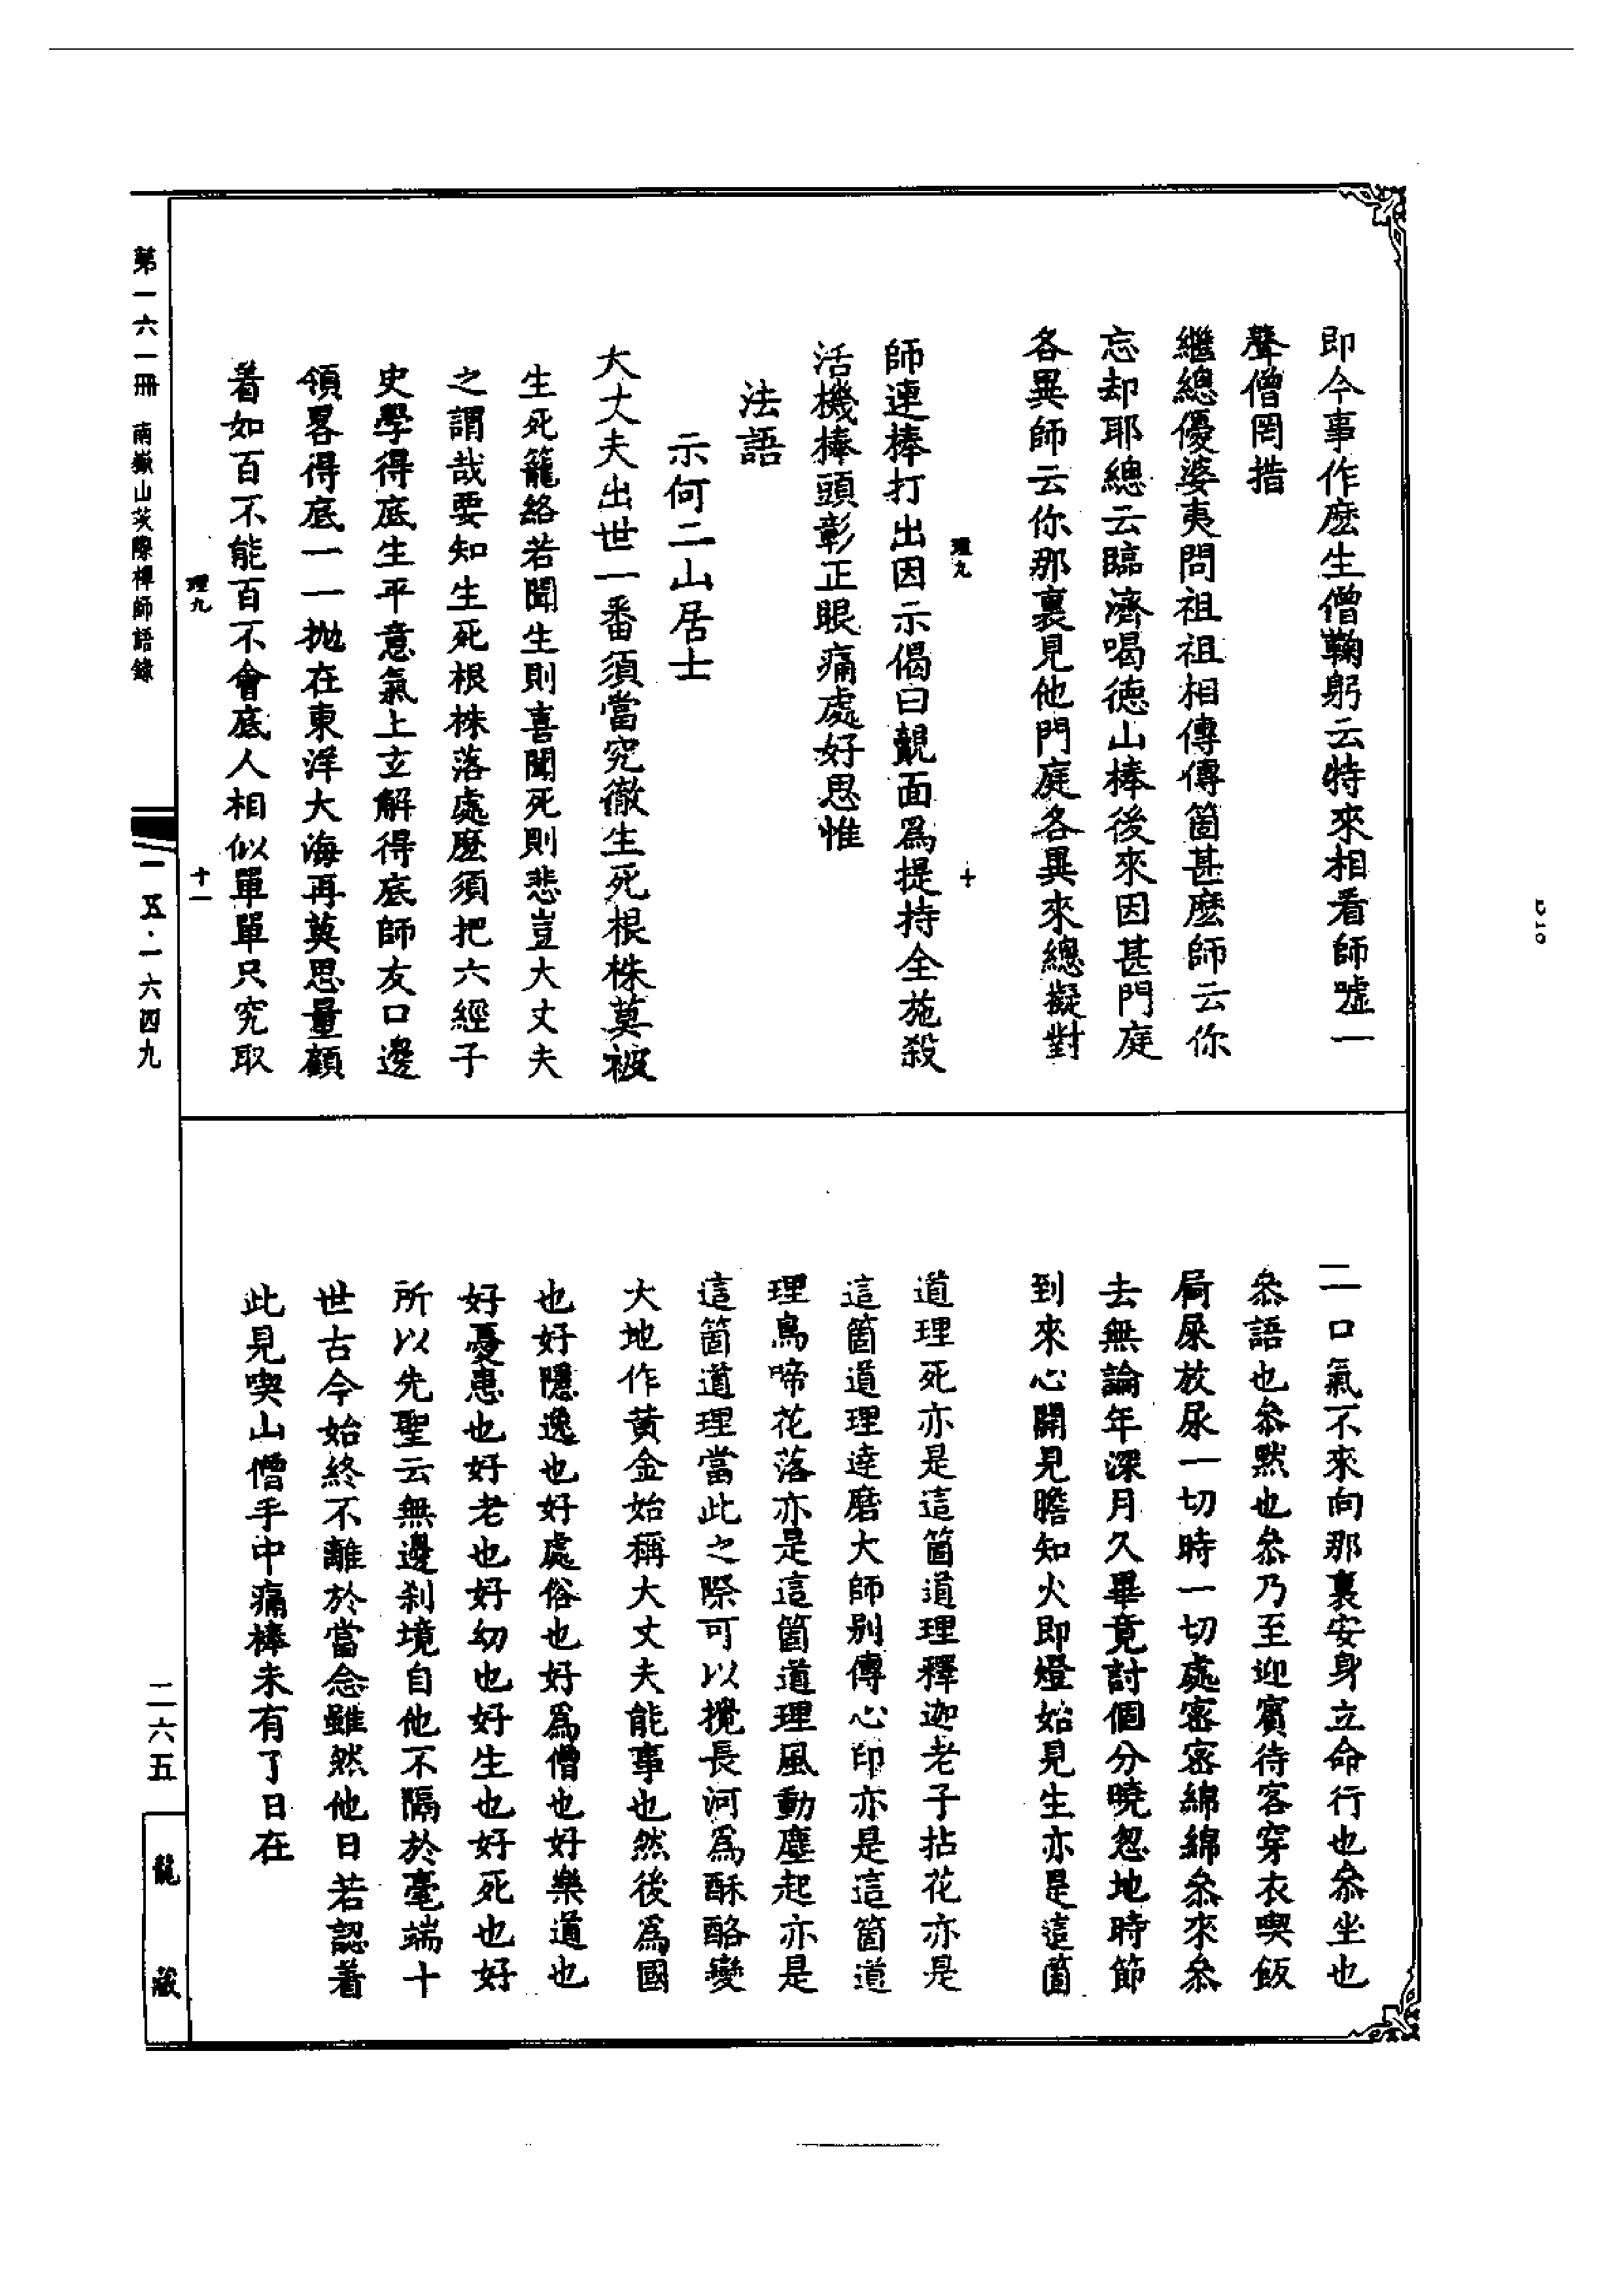 即今事作麽生僧鞠躬云特來相看師噓一
聲僧罔措
繼總優婆夷問祖祖相傳傳箇甚麽師云你
忘却耶總云臨濟喝德山棒後來因甚門庭
各異師云你那裏見他門庭各異來總擬對
理九
十
師連棒打出因示偈曰覿面爲提持全施殺
活機棒頭彰正眼痛處好思惟
法語
示何二山居士
大丈夫出世一番須當究徹生死根株莫被
生死籠絡若聞生則喜聞死則悲豈大丈夫
之謂哉要知生死根株落處麽須把六經子
史學得底生平意氣上玄解得底師友口邊
領畧得底一一抛在東洋大海再莫思量顧
着如百不能百不會底人相似單單只究取
理九
十一
第一六一冊
南嶽山茨際禪師語錄
一五·一六四九
一口氣不來向那裏安身立命行也叅坐也
叅語也叅默也叅乃至迎賓待客穿衣喫飯
屙屎放尿一切時一切處密密綿綿叅來叅
去無論年深月久畢竟討個分曉忽地時節
到來心開見膽知火即燈始見生亦是這箇
道理死亦是這箇道理釋迦老子拈花亦是
這箇道理達磨大師别傳心印亦是這箇道
理鳥啼花落亦是這箇道理風動塵起亦是
這箇道理當此之際可以攪長河爲酥酪變
大地作黃金始稱大丈夫能事也然後爲國
也好隱逸也好處俗也好爲僧也好樂道也
好憂患也好老也好幼也好生也好死也好
所以先聖云無邊刹境自他不隔於毫端十
世古今始終不離於當念雖然他日若認着
此見喫山僧手中痛棒未有了日在
二六五
龍藏